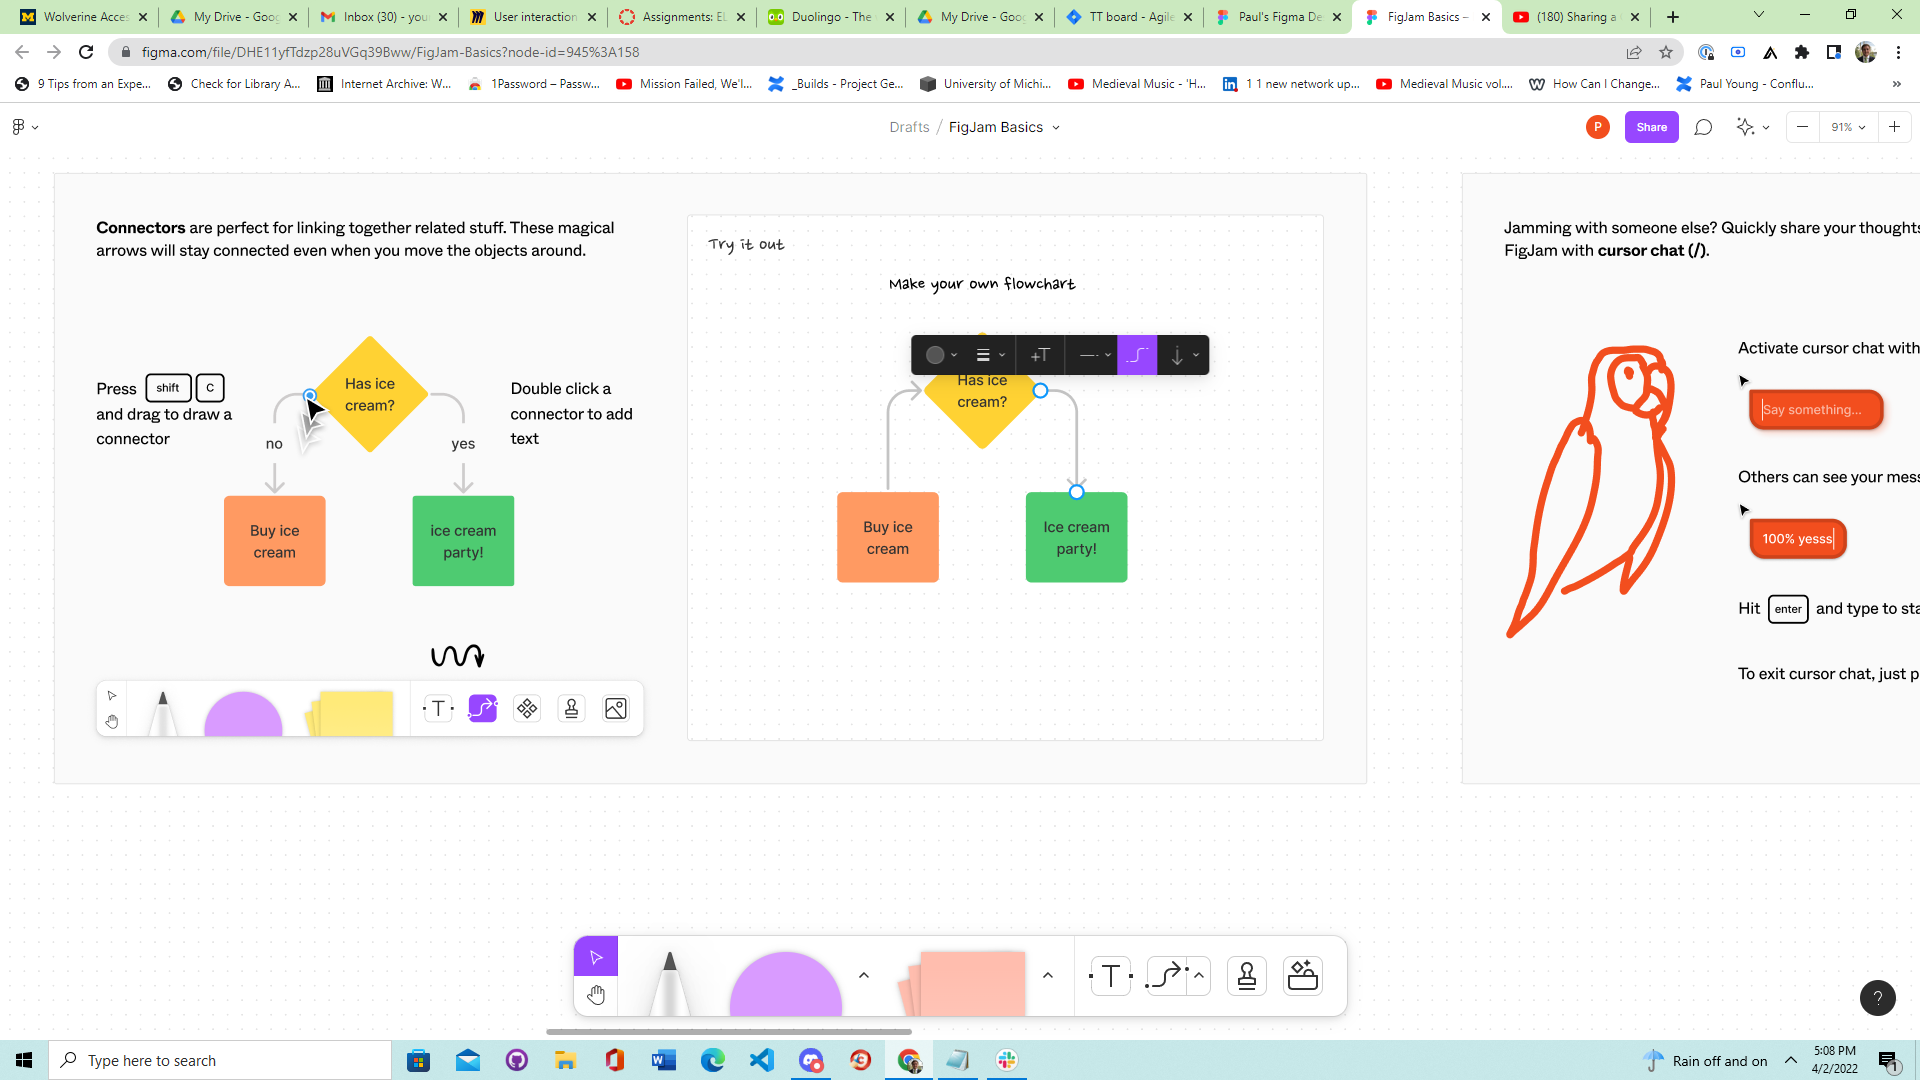 Wolverine Acces
My Drive - Goog
Inbox (30) - you
User interaction
Assignments: EL
Duolingo - The
My Drive - Goog
TT board - Agile
Paul's Figma De
FigJam Basics –
(180) Sharing a
figma.com/file/DHE11yfTdzp28uVGq39Bww/FigJam-Basics?node-id=945%3A158
9 Tips from an Expe...
Check for Library A...
Internet Archive: W...
1Password – Passw...
Mission Failed, We'l...
_Builds - Project Ge...
University of Michi...
Medieval Music - 'H...
1 1 new network up...
Medieval Music vol....
How Can I Change...
Paul Young - Conflu...
»
Drafts / FigJam Basics
P
Share
91%
Connectors are perfect for linking together related stuff. These magical
arrows will stay connected even when you move the objects around.
Press shift C
and drag to draw a
connector
Has ice
cream?
no
yes
Double click a
connector to add
text
Buy ice
cream
ice cream
party!
T
Try it out
Make your own flowchart
+T
Has ice
cream?
Buy ice
cream
Ice cream
party!
Jamming with someone else? Quickly share your thoughts
FigJam with cursor chat (/).
Activate cursor chat with
Say something...
Others can see your mess
100% yesss
Hit enter and type to sta
To exit cursor chat, just p
T
?
Type here to search
Rain off and on
5:08 PM
4/2/2022
1